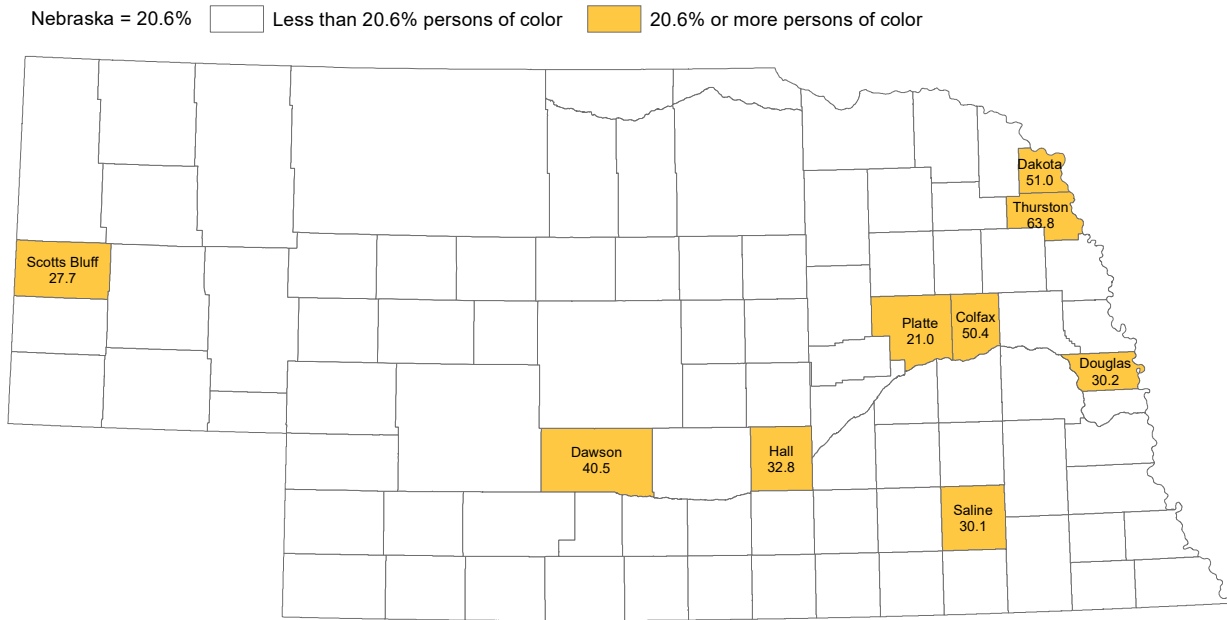 Nebraska = 20.6%
Less than 20.6% persons of color
20.6% or more persons of color
Dakota
51.0
Thurston
63.8
Scotts Bluff
27.7
Platte
21.0
Colfax
50.4
Douglas
30.2
Dawson
40.5
Hall
32.8
Saline
30.1